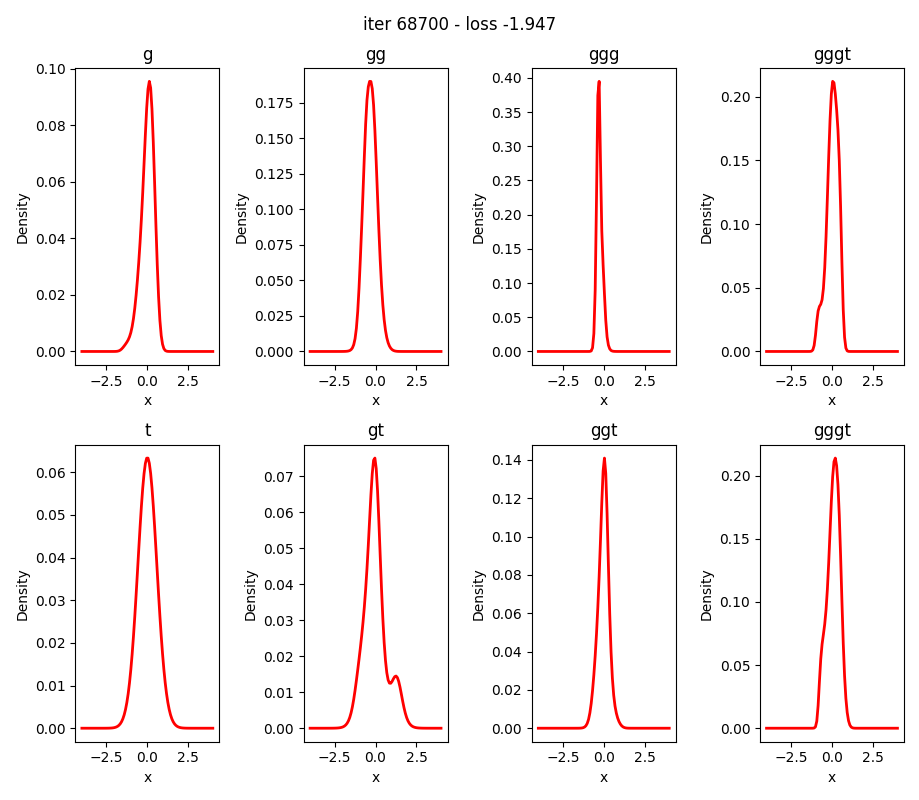 iter 68700 - loss -1.947
g
gg
ggg
gggt
0.10
0.08
0.06
0.04
0.02
0.00
Density
−2.5 0.0 2.5
x
0.175
0.150
0.125
0.100
0.075
0.050
0.025
0.000
Density
−2.5 0.0 2.5
x
0.40
0.35
0.30
0.25
0.20
0.15
0.10
0.05
0.00
Density
−2.5 0.0 2.5
x
0.20
0.15
0.10
0.05
0.00
Density
−2.5 0.0 2.5
x
t
gt
ggt
gggt
0.06
0.05
0.04
0.03
0.02
0.01
0.00
Density
−2.5 0.0 2.5
x
0.07
0.06
0.05
0.04
0.03
0.02
0.01
0.00
Density
−2.5 0.0 2.5
x
0.14
0.12
0.10
0.08
0.06
0.04
0.02
0.00
Density
−2.5 0.0 2.5
x
0.20
0.15
0.10
0.05
0.00
Density
−2.5 0.0 2.5
x